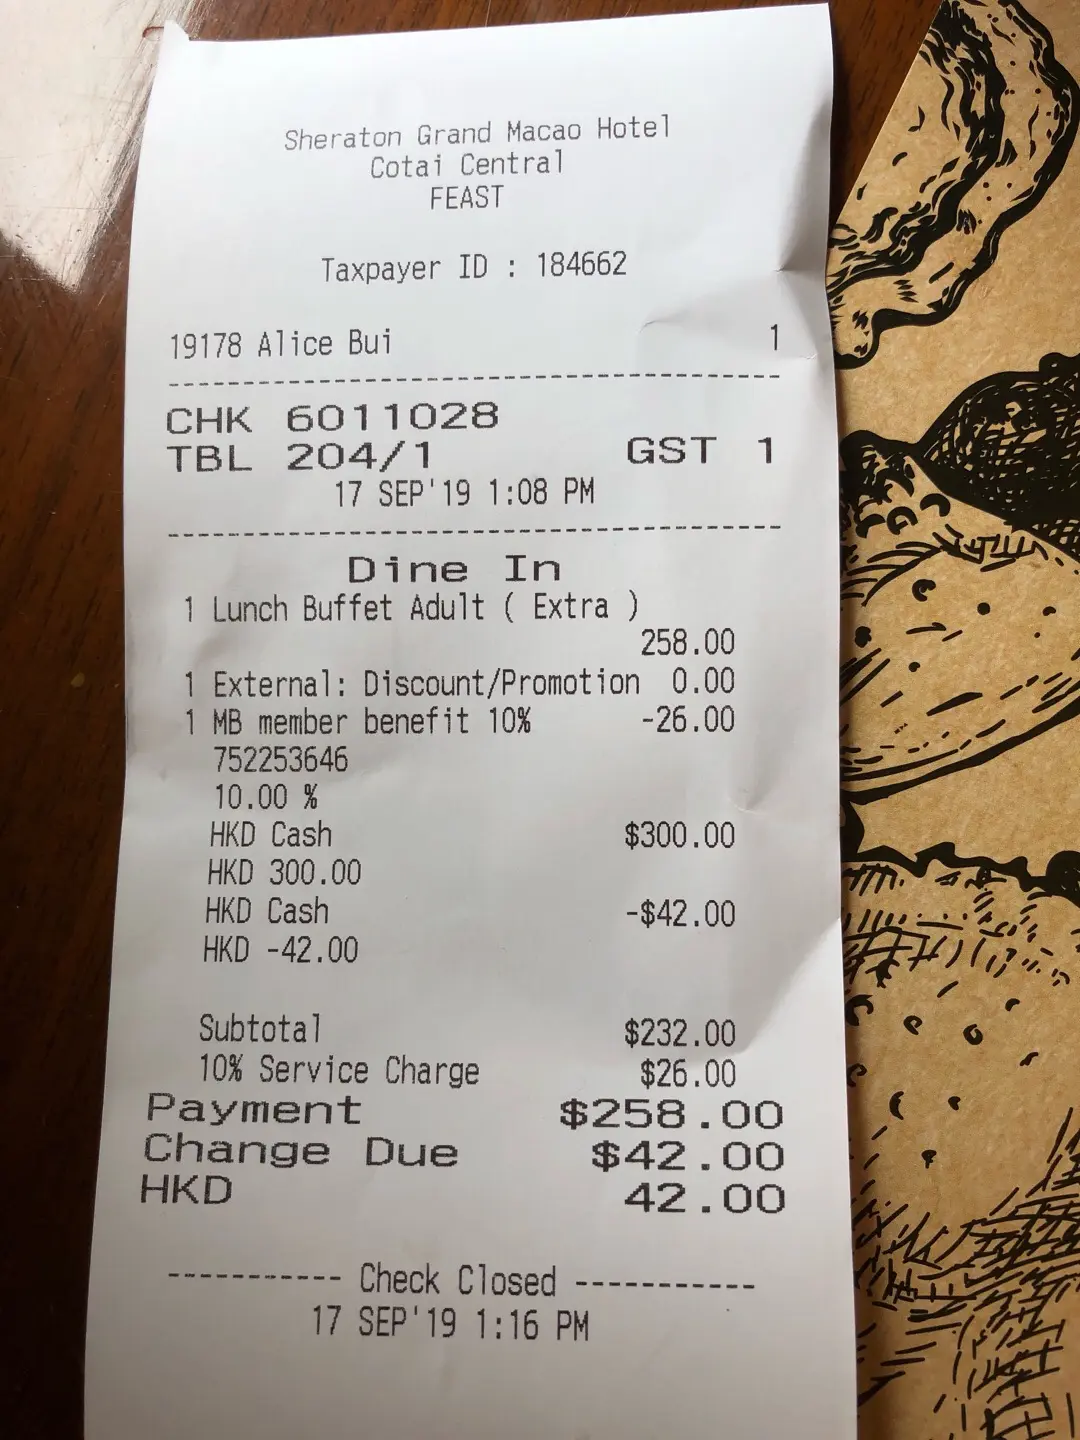 Sheraton Grand Macao Hotel
Cotai Central
FEAST
Taxpayer ID : 184662
19178 Alice Bui 1
----------------------------------------
CHK 6011028
TBL 204/1 GST 1
17 SEP'19 1:08 PM
----------------------------------------
Dine In
1 Lunch Buffet Adult ( Extra )
258.00
1 External: Discount/Promotion 0.00
1 MB member benefit 10% -26.00
752253646
10.00 %
HKD Cash $300.00
HKD 300.00
HKD Cash -$42.00
HKD -42.00
Subtotal $232.00
10% Service Charge $26.00
Payment $258.00
Change Due $42.00
HKD 42.00
----------- Check Closed -----------
17 SEP'19 1:16 PM